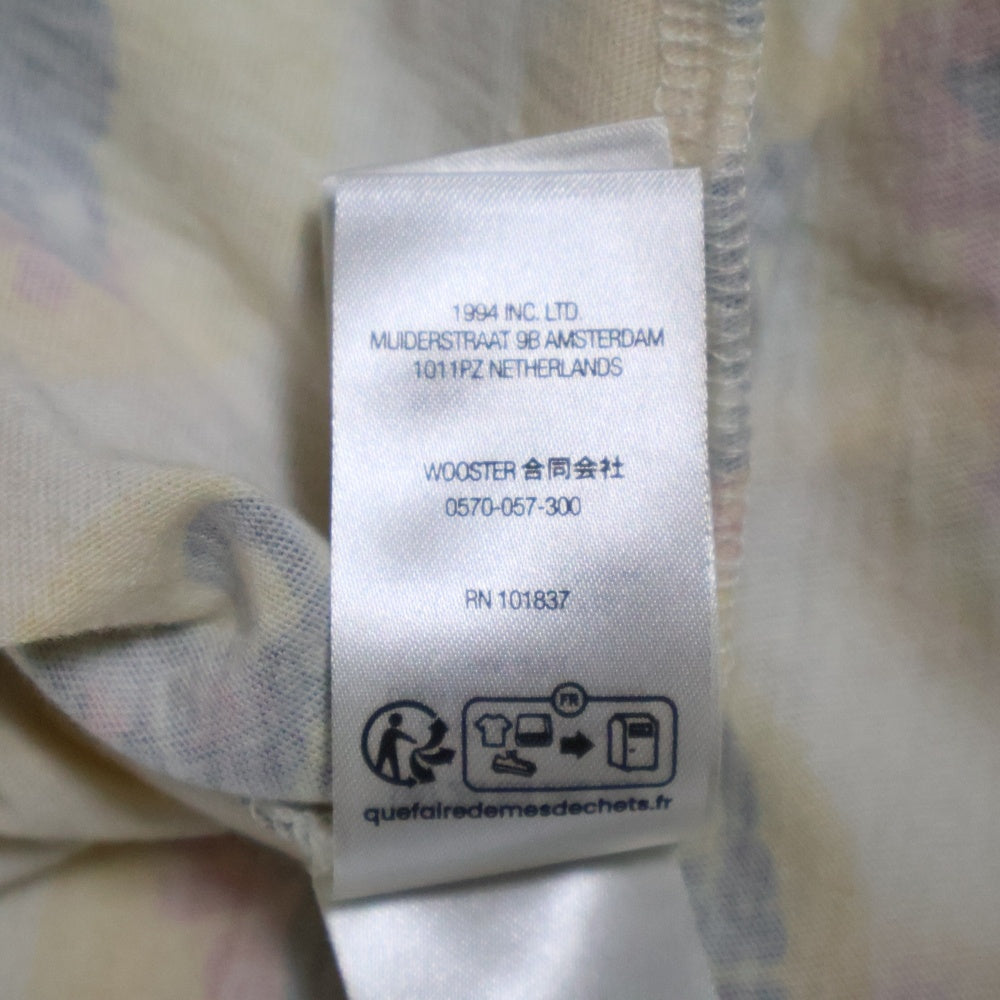 1994 INC. LTD
MUIDERSTRAAT 9B AMSTERDAM
1011PZ NETHERLANDS
WOOSTER 合同会社
0570-057-300
RN 101837
FR
quefairedemesdechets.fr